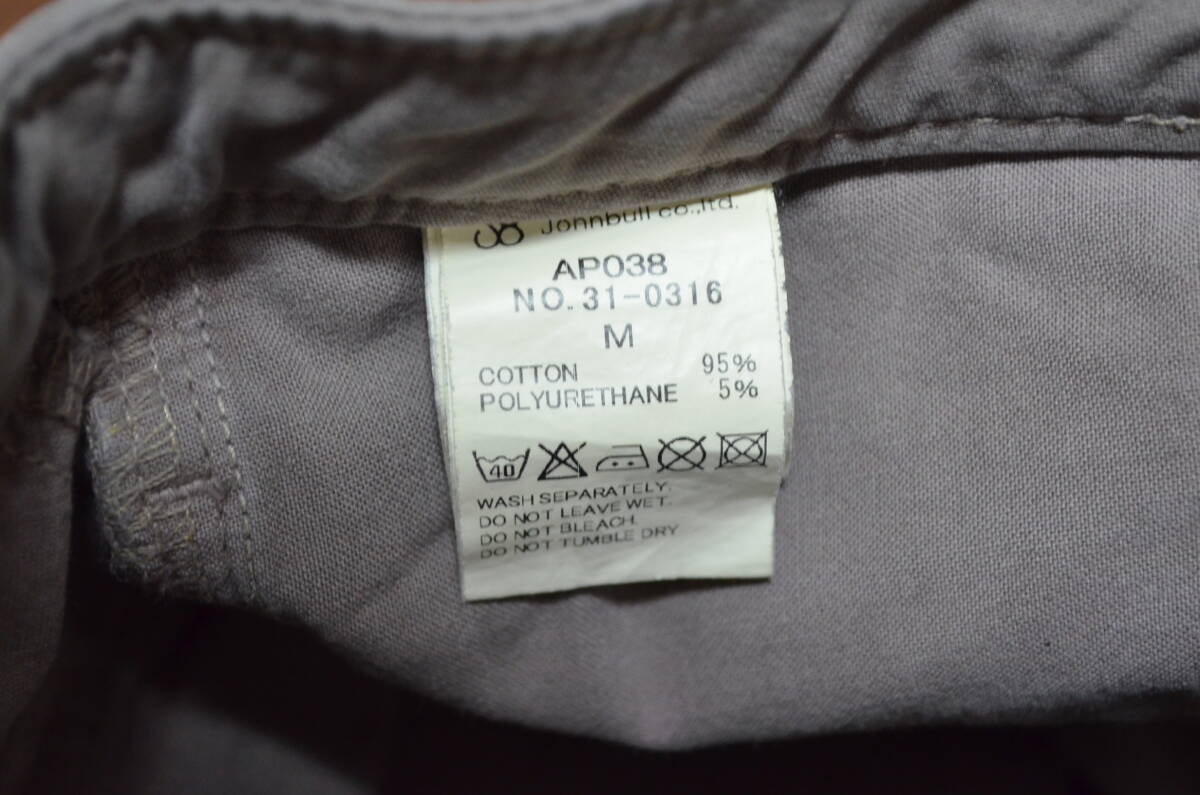 Johnbull co.,ltd.
AP038
NO. 31-0316
M
COTTON 95%
POLYURETHANE 5%
40
WASH SEPARATELY.
DO NOT LEAVE WET.
DO NOT BLEACH.
DO NOT TUMBLE DRY